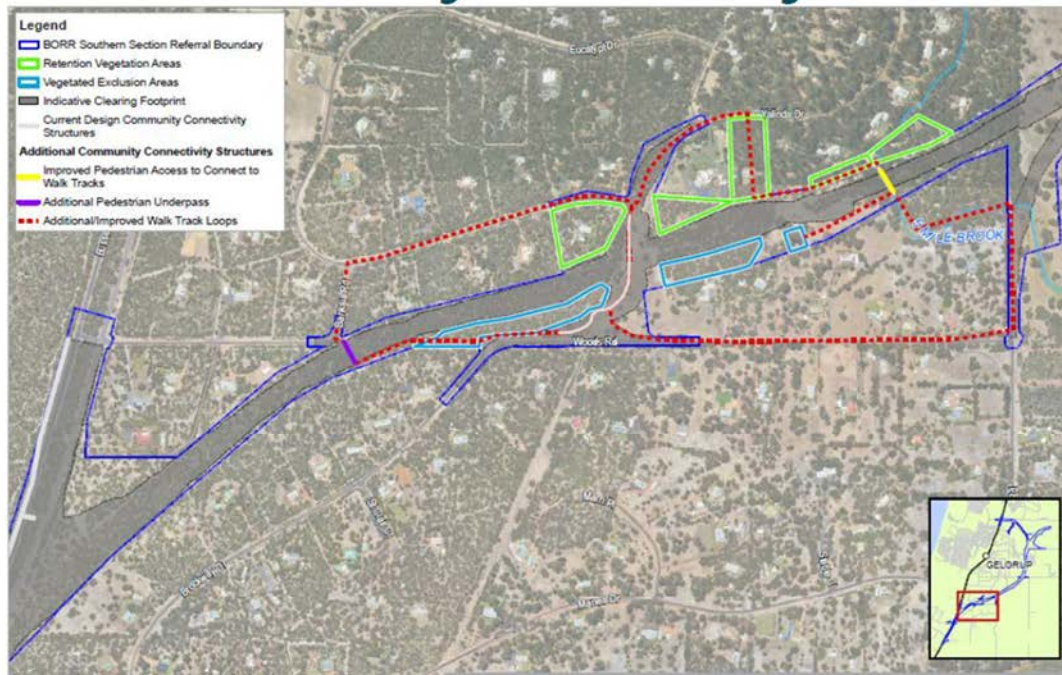 Legend
BORR Southern Section Referral Boundary
Retention Vegetation Areas
Vegetated Exclusion Areas
Indicative Clearing Footprint
Current Design Community Connectivity
Structures
Additional Community Connectivity Structures
Improved Pedestrian Access to Connect to
Walk Tracks
Additional Pedestrian Underpass
Additional/Improved Walk Track Loops
Eucalypt Dr
Yalinda Dr
BROOK
Woods Rd
GELORUP